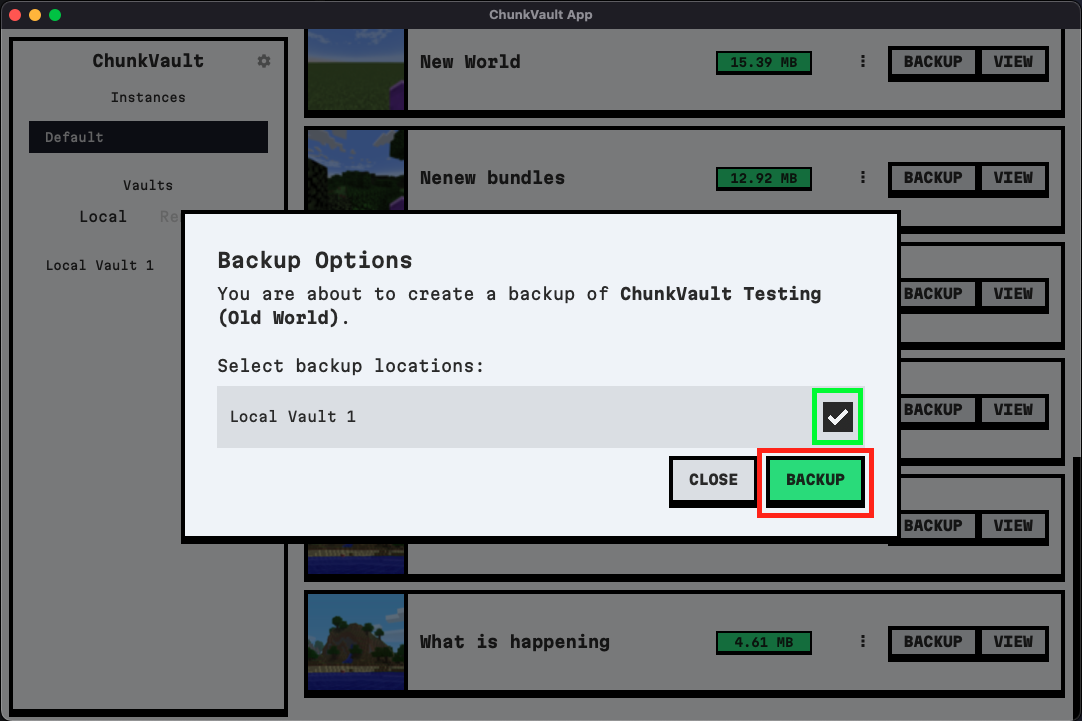 ChunkVault App
ChunkVault
Instances
Default
Vaults
Local Re
Local Vault 1
New World
15.39 MB
BACKUP
VIEW
Nenew bundles
12.92 MB
BACKUP
VIEW
BACKUP
VIEW
BACKUP
VIEW
BACKUP
VIEW
What is happening
4.61 MB
BACKUP
VIEW
Backup Options
You are about to create a backup of ChunkVault Testing
(Old World).
Select backup locations:
Local Vault 1
CLOSE
BACKUP